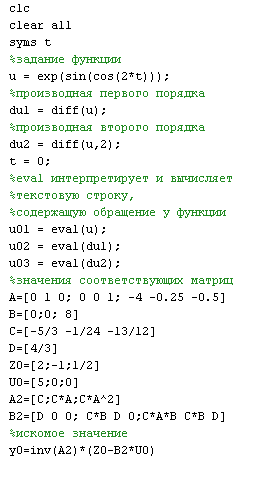 clc
clear all
syms t
%задание функции
u = exp(sin(cos(2*t)));
%производная первого порядка
du1 = diff(u);
%производная второго порядка
du2 = diff(u,2);
t = 0;
%eval интерпретирует и вычисляет
%текстовую строку,
%содержащую обращение у функции
u01 = eval(u);
u02 = eval(du1);
u03 = eval(du2);
%значения соответствующих матриц
A=[0 1 0; 0 0 1; -4 -0.25 -0.5]
B=[0;0; 8]
C=[-5/3 -1/24 -13/12]
D=[4/3]
Z0=[2;-1;1/2]
U0=[5;0;0]
A2=[C;C*A;C*A^2]
B2=[D 0 0; C*B D 0;C*A*B C*B D]
%искомое значение
y0=inv(A2)*(Z0-B2*U0)